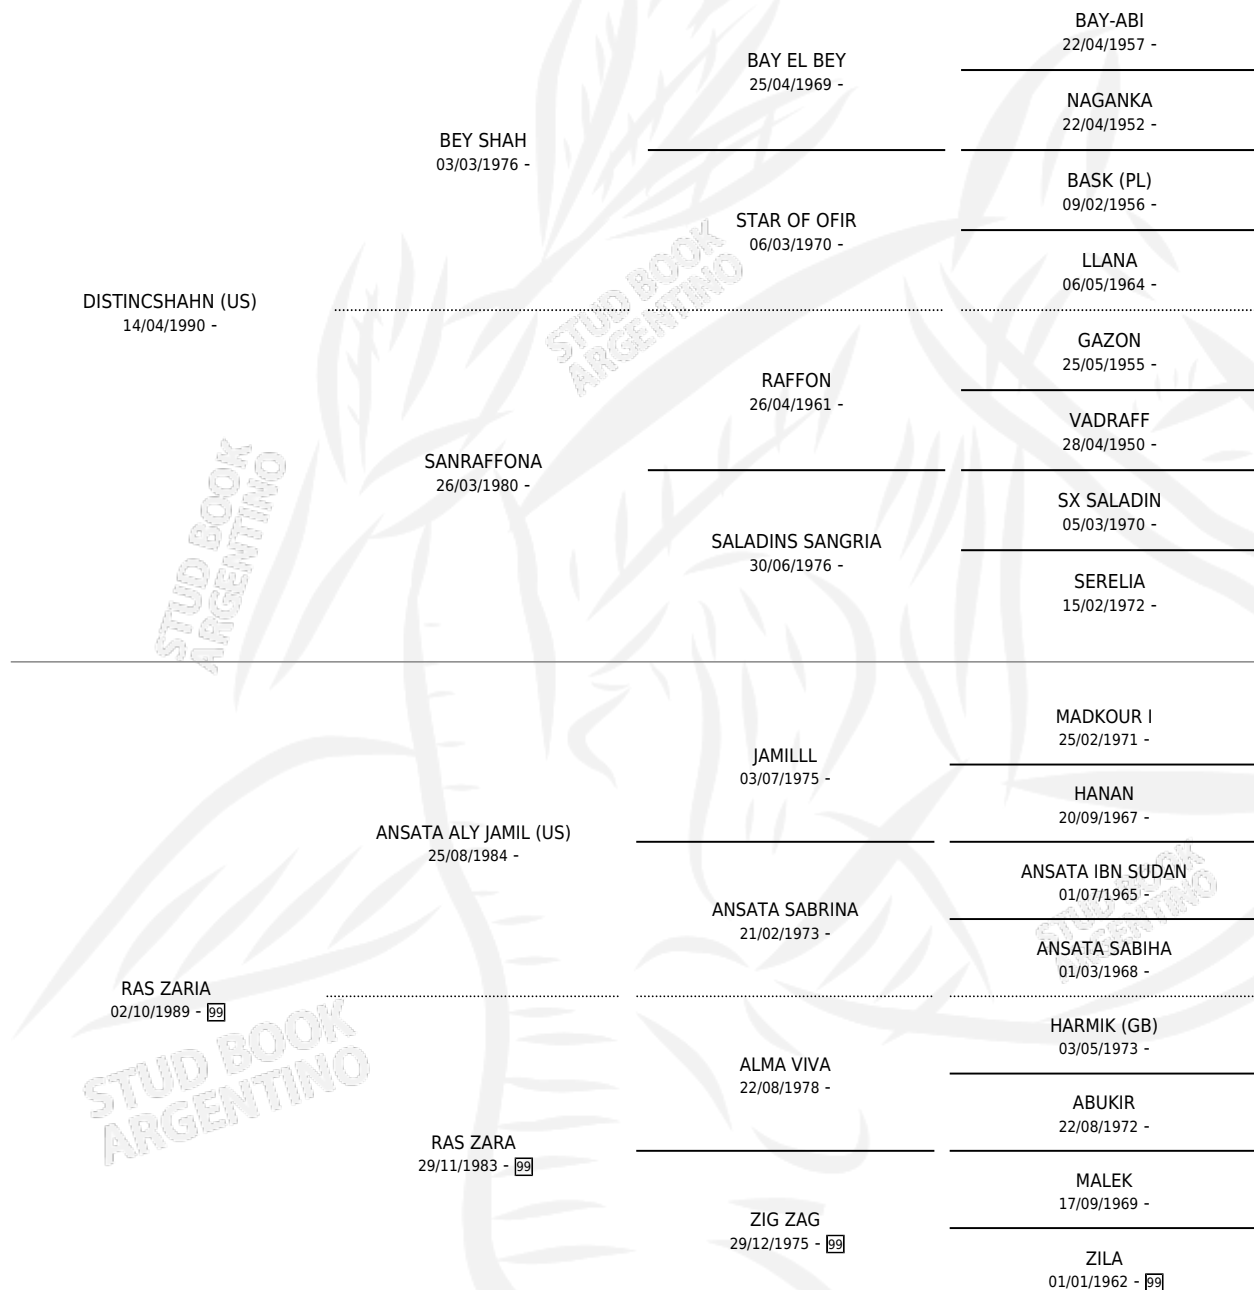 BAY-ABI
22/04/1957 -
BAY EL BEY
25/04/1969 -
NAGANKA
22/04/1952 -
BEY SHAH
03/03/1976 -
BASK (PL)
09/02/1956 -
STAR OF OFIR
06/03/1970 -
LLANA
06/05/1964 -
DISTINCSHAHN (US)
14/04/1990 -
STUD BOOK
ARGENTINO
GAZON
25/05/1955 -
RAFFON
26/04/1961 -
VADRAFF
28/04/1950 -
SANRAFFONA
26/03/1980 -
SX SALADIN
05/03/1970 -
SALADINS SANGRIA
30/06/1976 -
SERELIA
15/02/1972 -
STUD BOOK
ARGENTINO
MADKOUR I
25/02/1971 -
JAMILLL
03/07/1975 -
HANAN
20/09/1967 -
ANSATA ALY JAMIL (US)
25/08/1984 -
ANSATA IBN SUDAN
01/07/1965 -
STUD BOOK
ARGENTINO
ANSATA SABRINA
21/02/1973 -
ANSATA SABIHA
01/03/1968 -
RAS ZARIA
02/10/1989 - 99
STUD BOOK
ARGENTINO
HARMIK (GB)
03/05/1973 -
ALMA VIVA
22/08/1978 -
ABUKIR
22/08/1972 -
RAS ZARA
29/11/1983 - 99
MALEK
17/09/1969 -
ZIG ZAG
29/12/1975 - 99
ZILA
01/01/1962 - 99